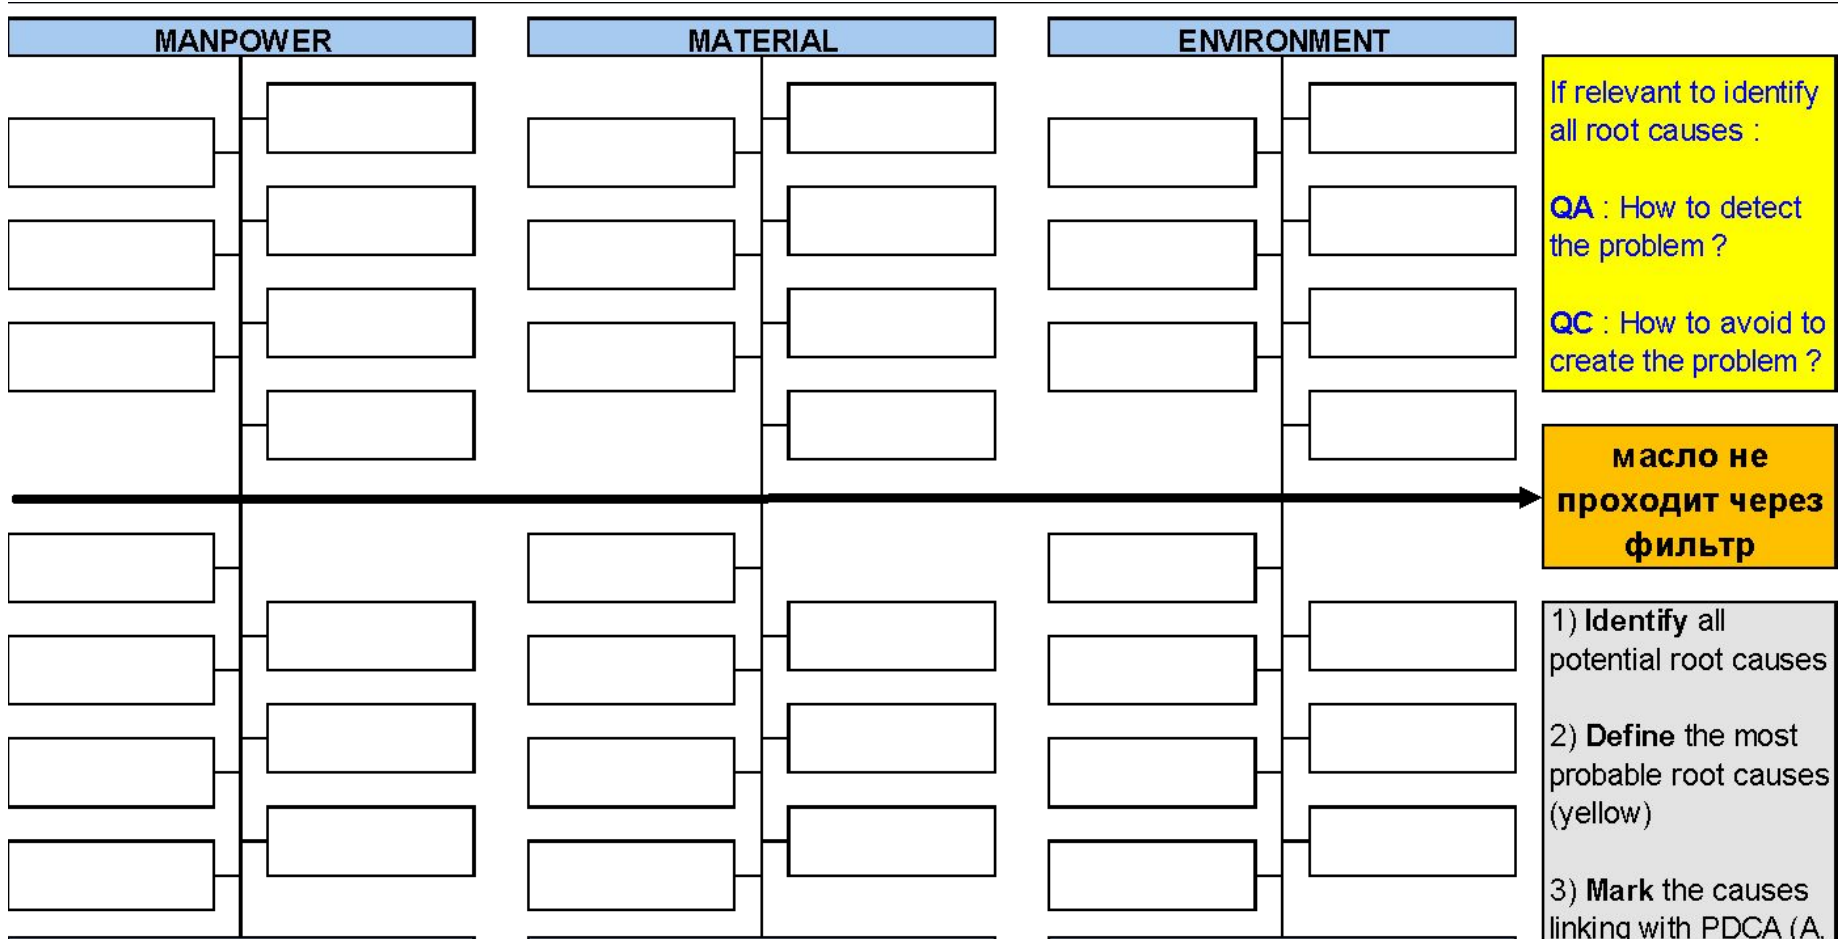 MANPOWER
MATERIAL
ENVIRONMENT
If relevant to identify
all root causes :
QA : How to detect
the problem ?
QC : How to avoid to
create the problem ?
масло не
проходит через
фильтр
1) Identify all
potential root causes
2) Define the most
probable root causes
(yellow)
3) Mark the causes
linking with PDCA (A,